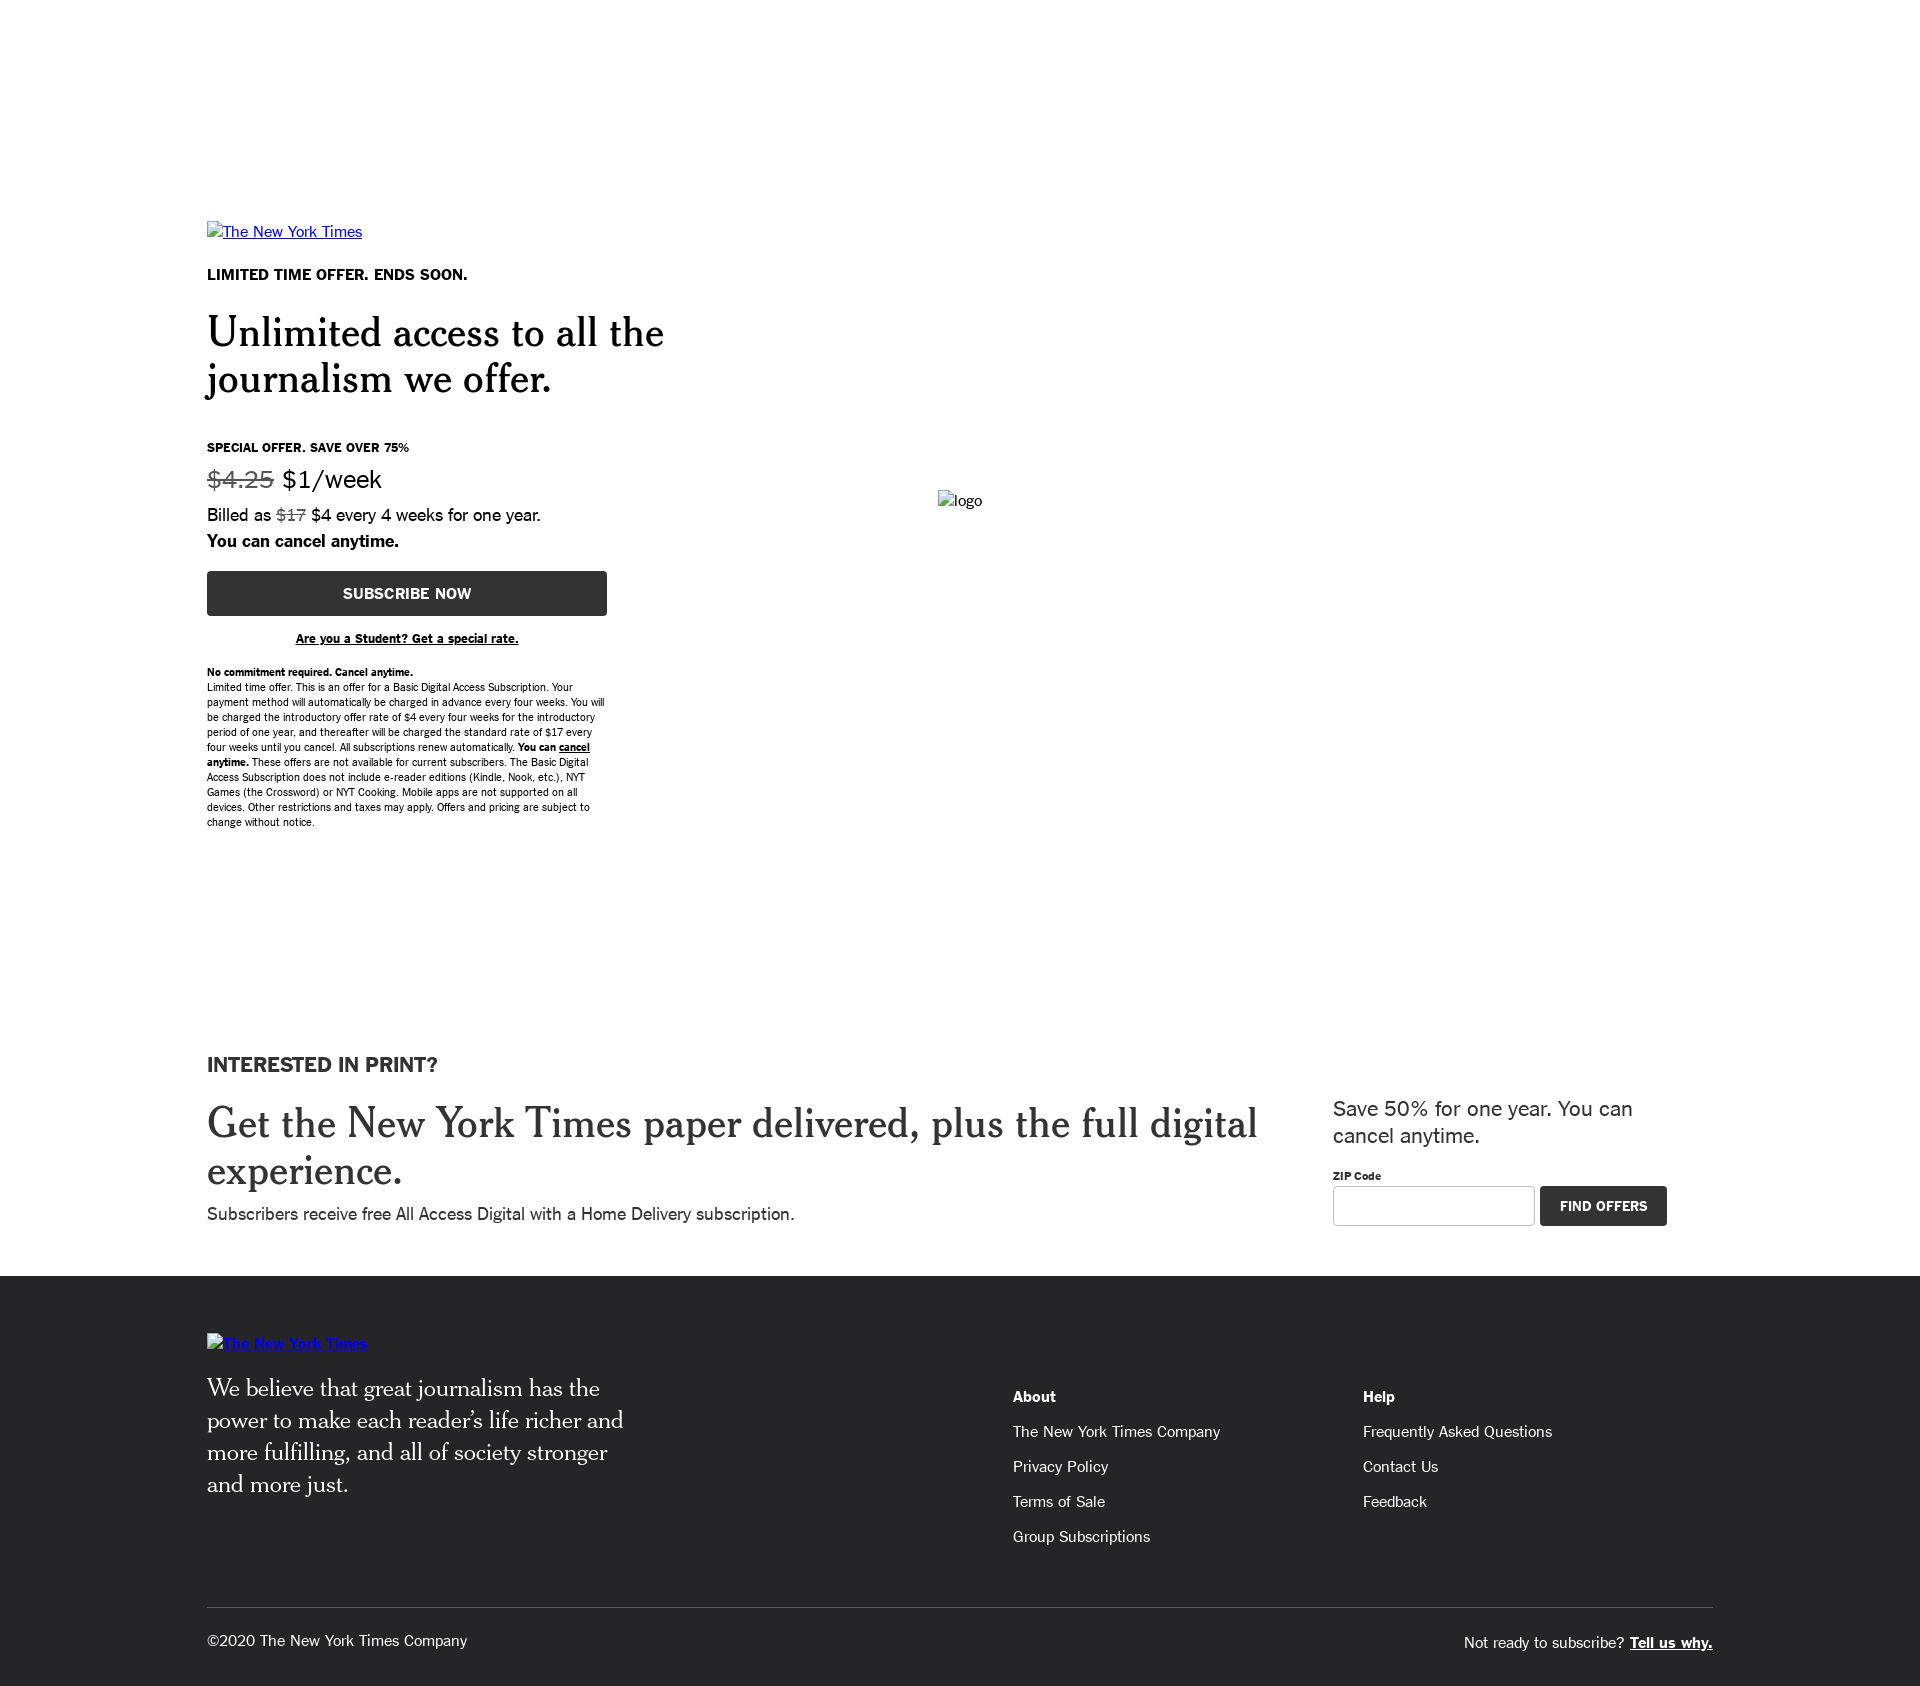 The New York Times
LIMITED TIME OFFER. ENDS SOON.
Unlimited access to all the
journalism we offer.
SPECIAL OFFER. SAVE OVER 75%
$4.25 $1/week
Billed as $17 $4 every 4 weeks for one year.
You can cancel anytime.
logo
SUBSCRIBE NOW
Are you a Student? Get a special rate.
No commitment required. Cancel anytime.
Limited time offer. This is an offer for a Basic Digital Access Subscription. Your
payment method will automatically be charged in advance every four weeks. You will
be charged the introductory offer rate of $4 every four weeks for the introductory
period of one year, and thereafter will be charged the standard rate of $17 every
four weeks until you cancel. All subscriptions renew automatically. You can cancel
anytime. These offers are not available for current subscribers. The Basic Digital
Access Subscription does not include e-reader editions (Kindle, Nook, etc.), NYT
Games (the Crossword) or NYT Cooking. Mobile apps are not supported on all
devices. Other restrictions and taxes may apply. Offers and pricing are subject to
change without notice.
INTERESTED IN PRINT?
Get the New York Times paper delivered, plus the full digital
experience.
Subscribers receive free All Access Digital with a Home Delivery subscription.
Save 50% for one year. You can
cancel anytime.
ZIP Code
FIND OFFERS
The New York Times
We believe that great journalism has the
power to make each reader’s life richer and
more fulfilling, and all of society stronger
and more just.
About
The New York Times Company
Privacy Policy
Terms of Sale
Group Subscriptions
Help
Frequently Asked Questions
Contact Us
Feedback
©2020 The New York Times Company
Not ready to subscribe? Tell us why.